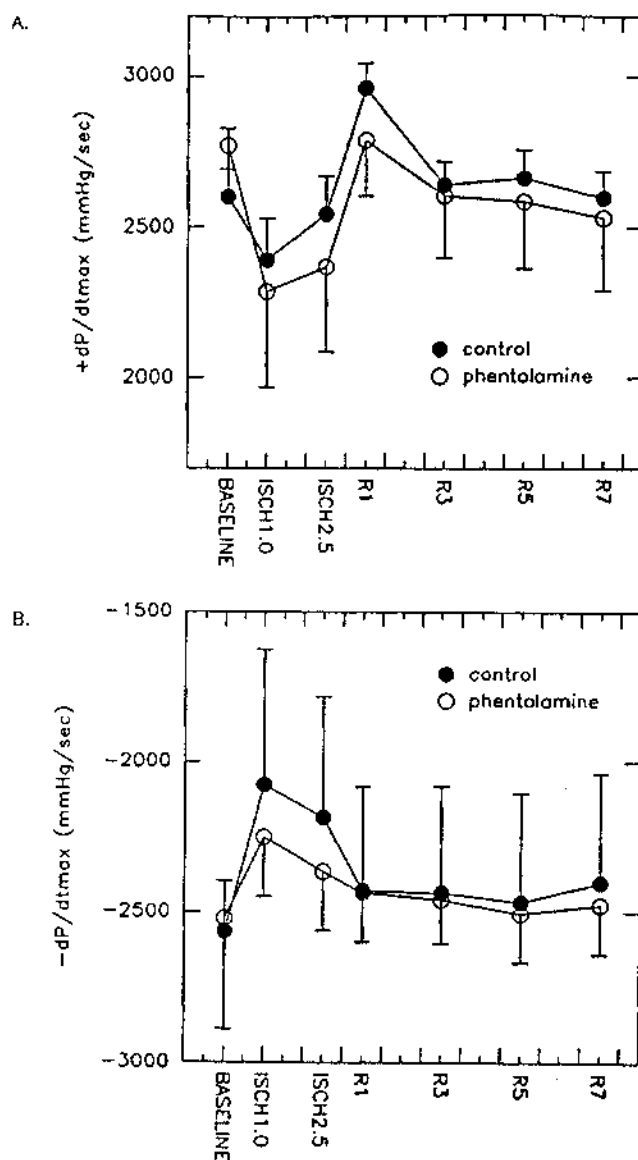 A.
+dP/dtmax (mmHg/sec)
3000
2500
2000
control
phentolamine
BASELINE
ISCH1.0
ISCH2.5
R1
R3
R5
R7
B.
−dP/dtmax (mmHg/sec)
−1500
−2000
−2500
−3000
control
phentolamine
BASELINE
ISCH1.0
ISCH2.5
R1
R3
R5
R7